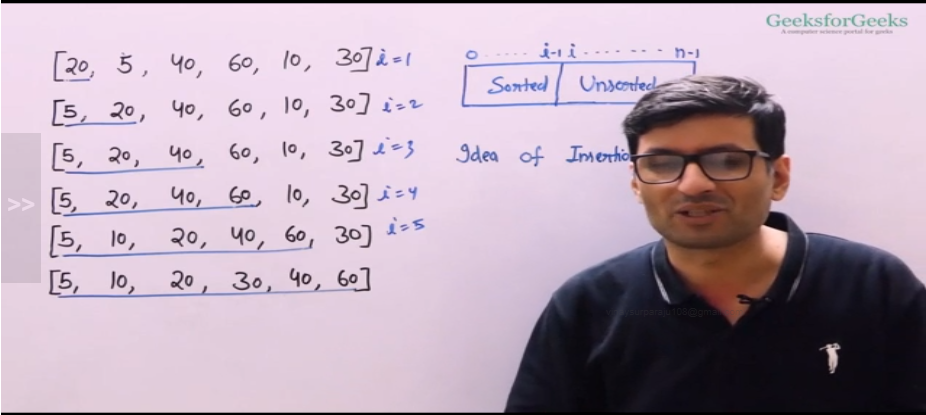 GeeksforGeeks
A computer science portal for geeks
[20, 5, 40, 60, 10, 30] i=1
[5, 20, 40, 60, 10, 30] i=2
[5, 20, 40, 60, 10, 30] i=3
[5, 20, 40, 60, 10, 30] i=4
[5, 10, 20, 40, 60, 30] i=5
[5, 10, 20, 30, 40, 60]
0 ..... i-1 i ....... n-1
Sorted Unsorted
Idea of Insertio
>>